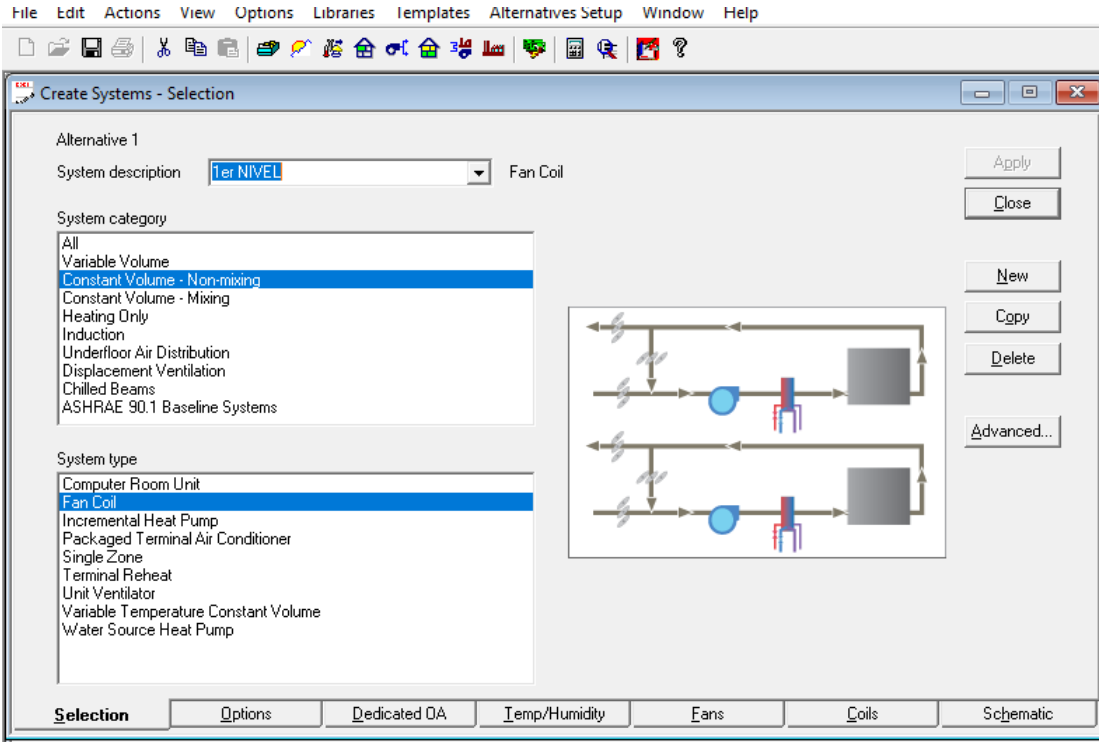 File Edit Actions View Options Libraries Templates Alternatives Setup Window Help
Create Systems - Selection
Alternative 1
System description 1er NIVEL Fan Coil
Apply
Close
System category
All
Variable Volume
Constant Volume - Non-mixing
Constant Volume - Mixing
Heating Only
Induction
Underfloor Air Distribution
Displacement Ventilation
Chilled Beams
ASHRAE 90.1 Baseline Systems
New
Copy
Delete
Advanced...
System type
Computer Room Unit
Fan Coil
Incremental Heat Pump
Packaged Terminal Air Conditioner
Single Zone
Terminal Reheat
Unit Ventilator
Variable Temperature Constant Volume
Water Source Heat Pump
Selection Options Dedicated OA Temp/Humidity Fans Coils Schematic